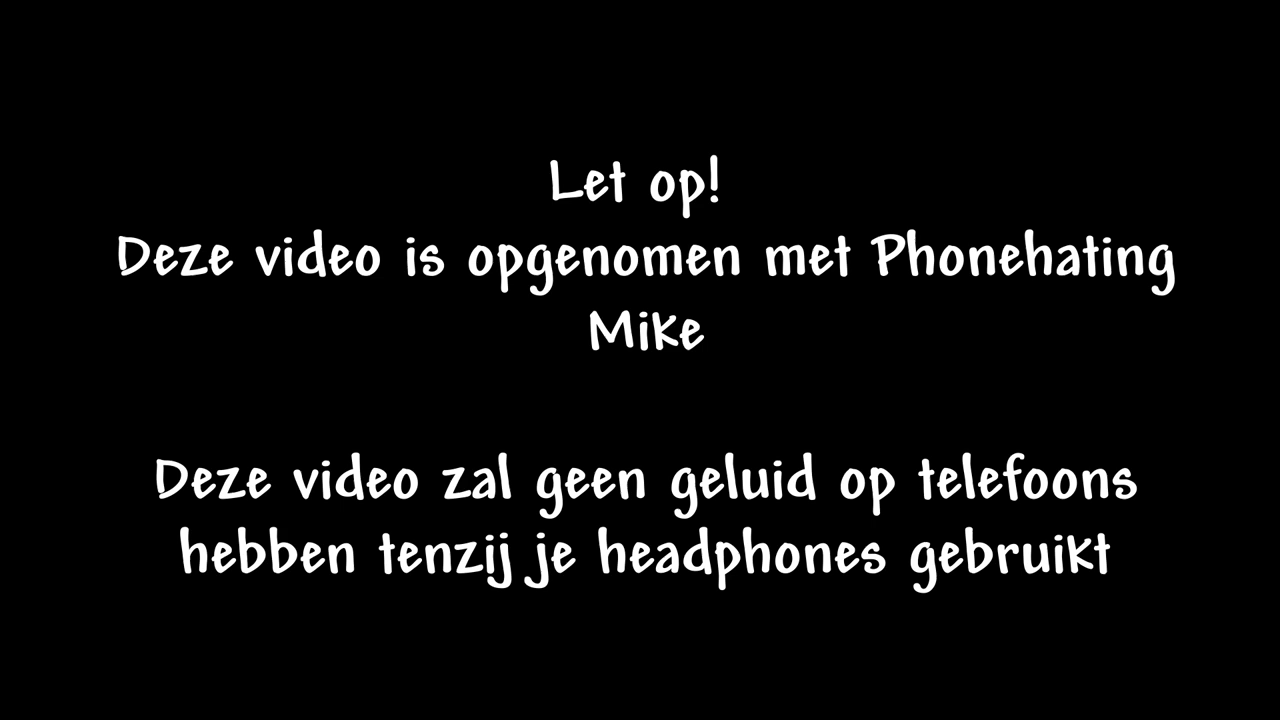 Let op!
Deze video is opgenomen met Phonehating
Mike
Deze video zal geen geluid op telefoons
hebben tenzij je headphones gebruikt